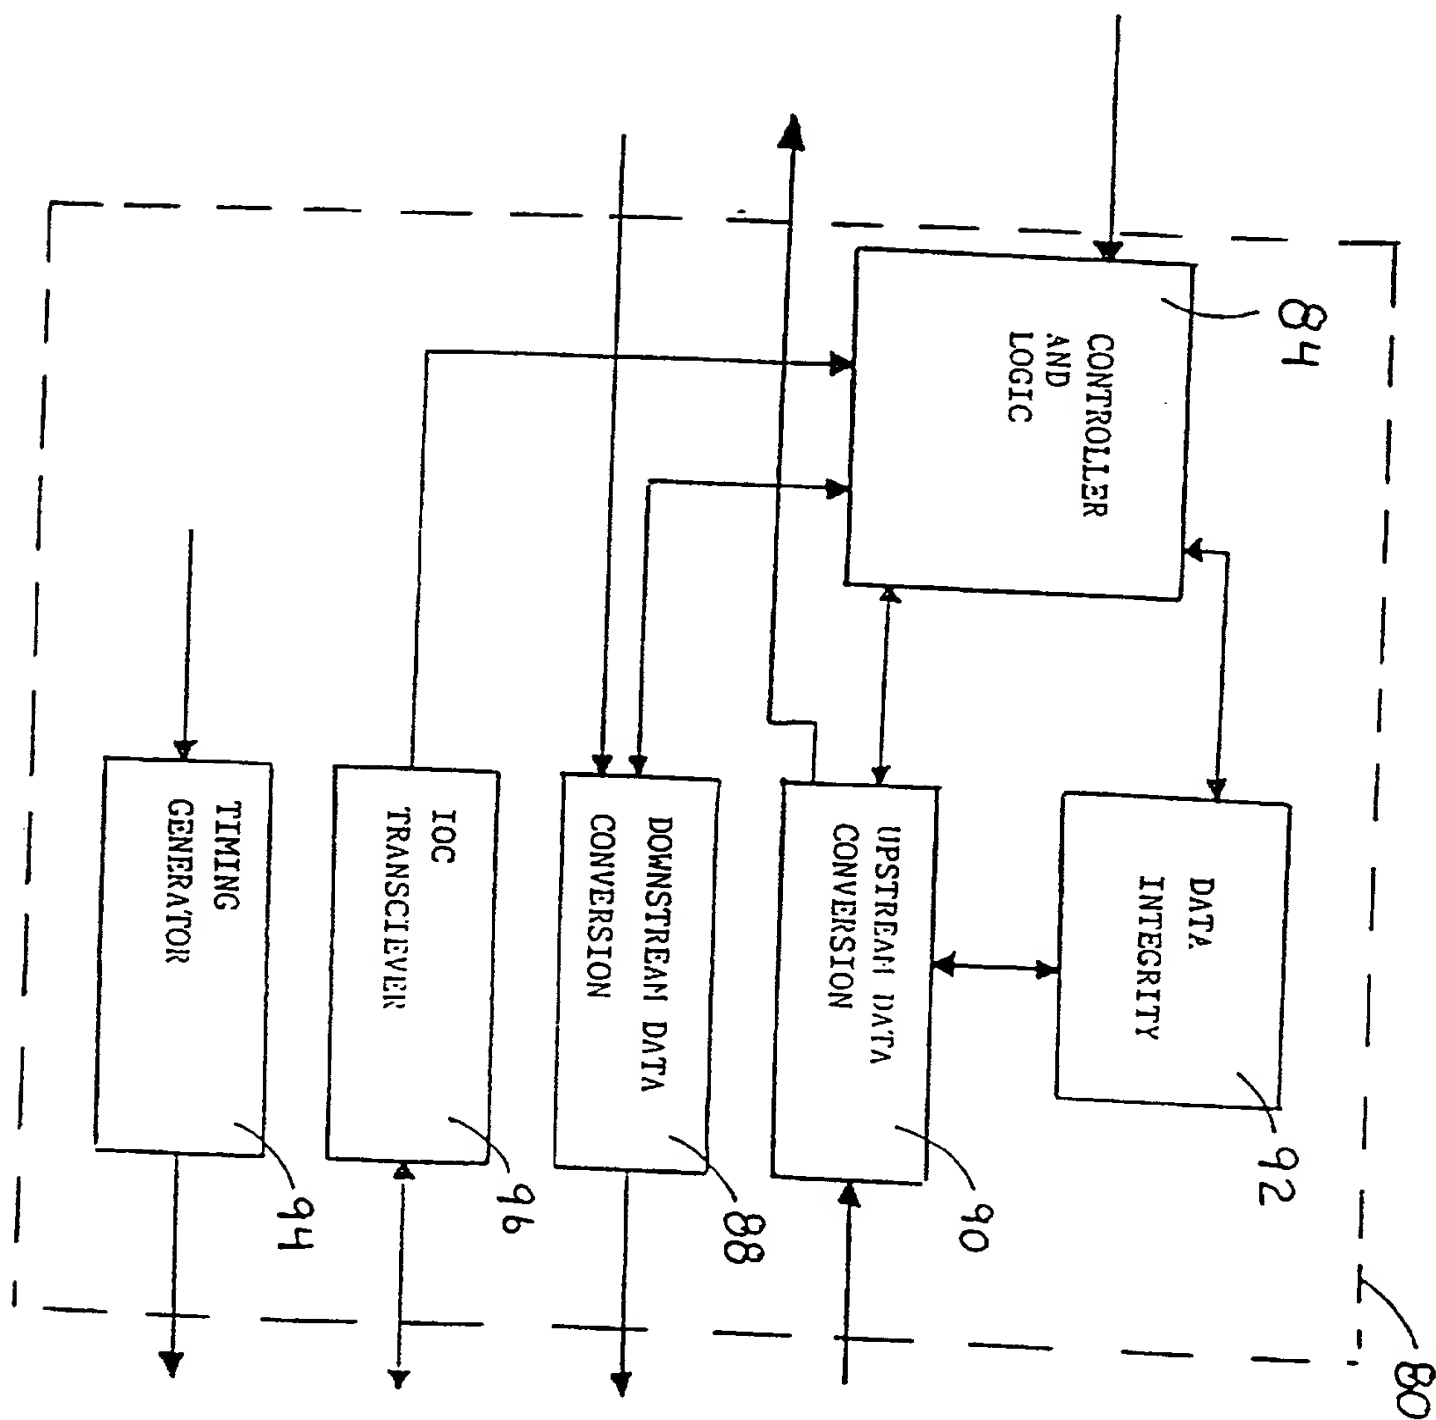 80
84
CONTROLLER
AND
LOGIC
DATA
INTEGRITY
92
UPSTREAM DATA
CONVERSION
90
DOWNSTREAM DATA
CONVERSION
88
IOC
TRANSCIEVER
96
TIMING
GENERATOR
94